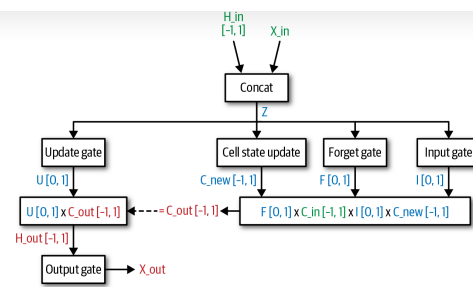 H_in
[-1, 1]
X_in
Concat
Z
Update gate
Cell state update
Forget gate
Input gate
U [0, 1]
C_new [-1, 1]
F [0, 1]
I [0, 1]
U [0, 1] x C_out [-1, 1]
= C_out [-1, 1]
F [0, 1] x C_in [-1, 1] x I [0, 1] x C_new [-1, 1]
H_out [-1, 1]
Output gate
X_out